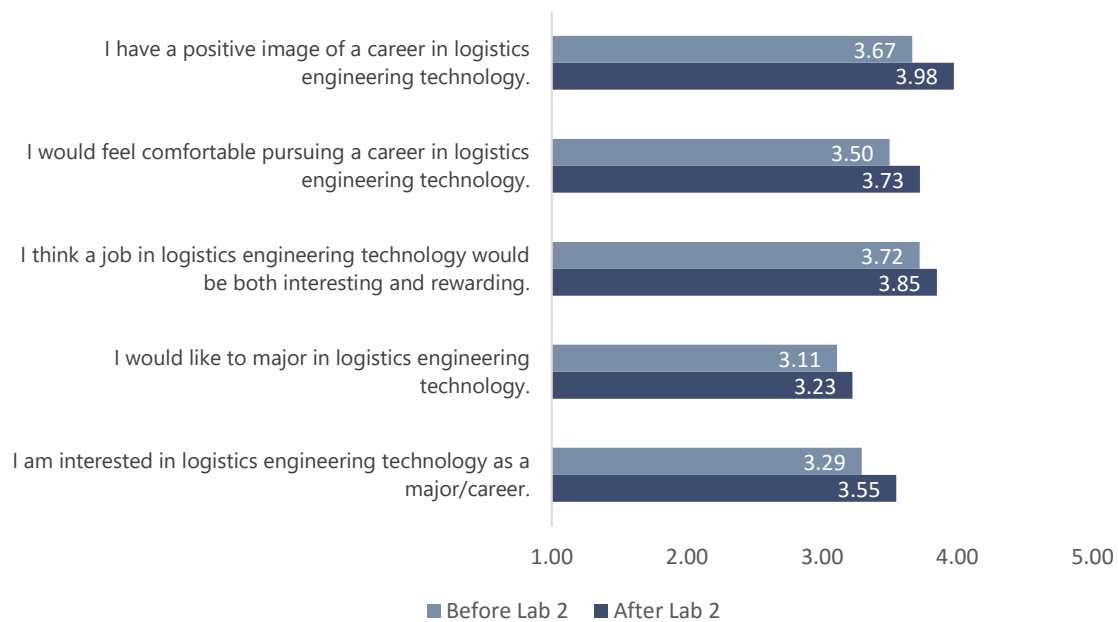 I have a positive image of a career in logistics
engineering technology.
3.67
3.98
I would feel comfortable pursuing a career in logistics
engineering technology.
3.50
3.73
I think a job in logistics engineering technology would
be both interesting and rewarding.
3.72
3.85
I would like to major in logistics engineering
technology.
3.11
3.23
I am interested in logistics engineering technology as a
major/career.
3.29
3.55
1.00 2.00 3.00 4.00 5.00
Before Lab 2 After Lab 2